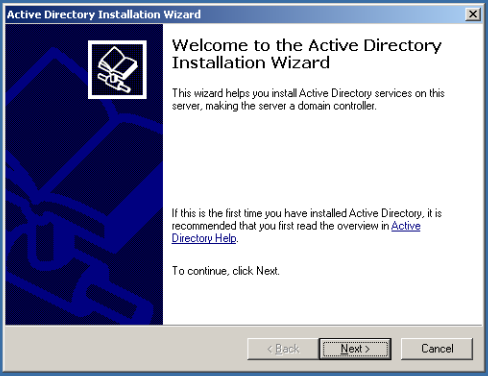 Active Directory Installation Wizard
Welcome to the Active Directory
Installation Wizard
This wizard helps you install Active Directory services on this
server, making the server a domain controller.
If this is the first time you have installed Active Directory, it is
recommended that you first read the overview in Active
Directory Help.
To continue, click Next.
< Back
Next >
Cancel